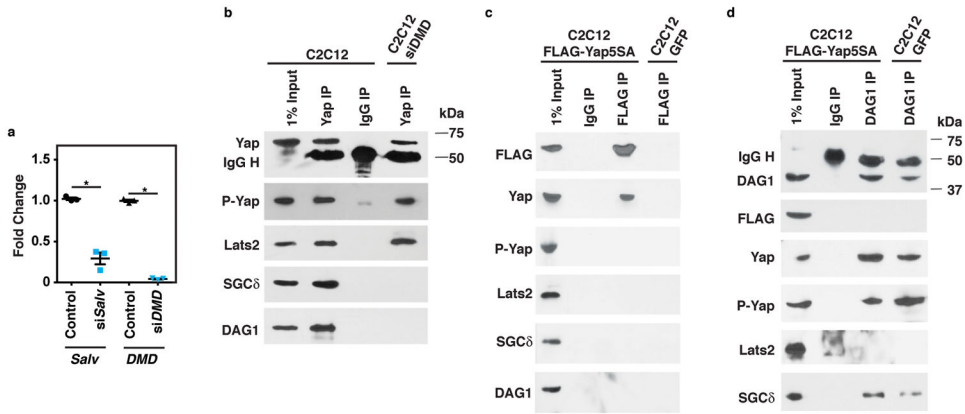 a
Fold Change
1.5
1.0
0.5
0
*
*
Control
siSalv
Control
siDMD
Salv
DMD
b
C2C12
C2C12
siDMD
1% Input
Yap IP
IgG IP
Yap IP
kDa
75
50
Yap
IgG H
P-Yap
Lats2
SGCδ
DAG1
c
C2C12
FLAG-Yap5SA
C2C12
GFP
1% Input
IgG IP
FLAG IP
FLAG IP
FLAG
Yap
P-Yap
Lats2
SGCδ
DAG1
d
C2C12
FLAG-Yap5SA
C2C12
GFP
1% Input
IgG IP
DAG1 IP
DAG1 IP
kDa
75
50
37
IgG H
DAG1
FLAG
Yap
P-Yap
Lats2
SGCδ